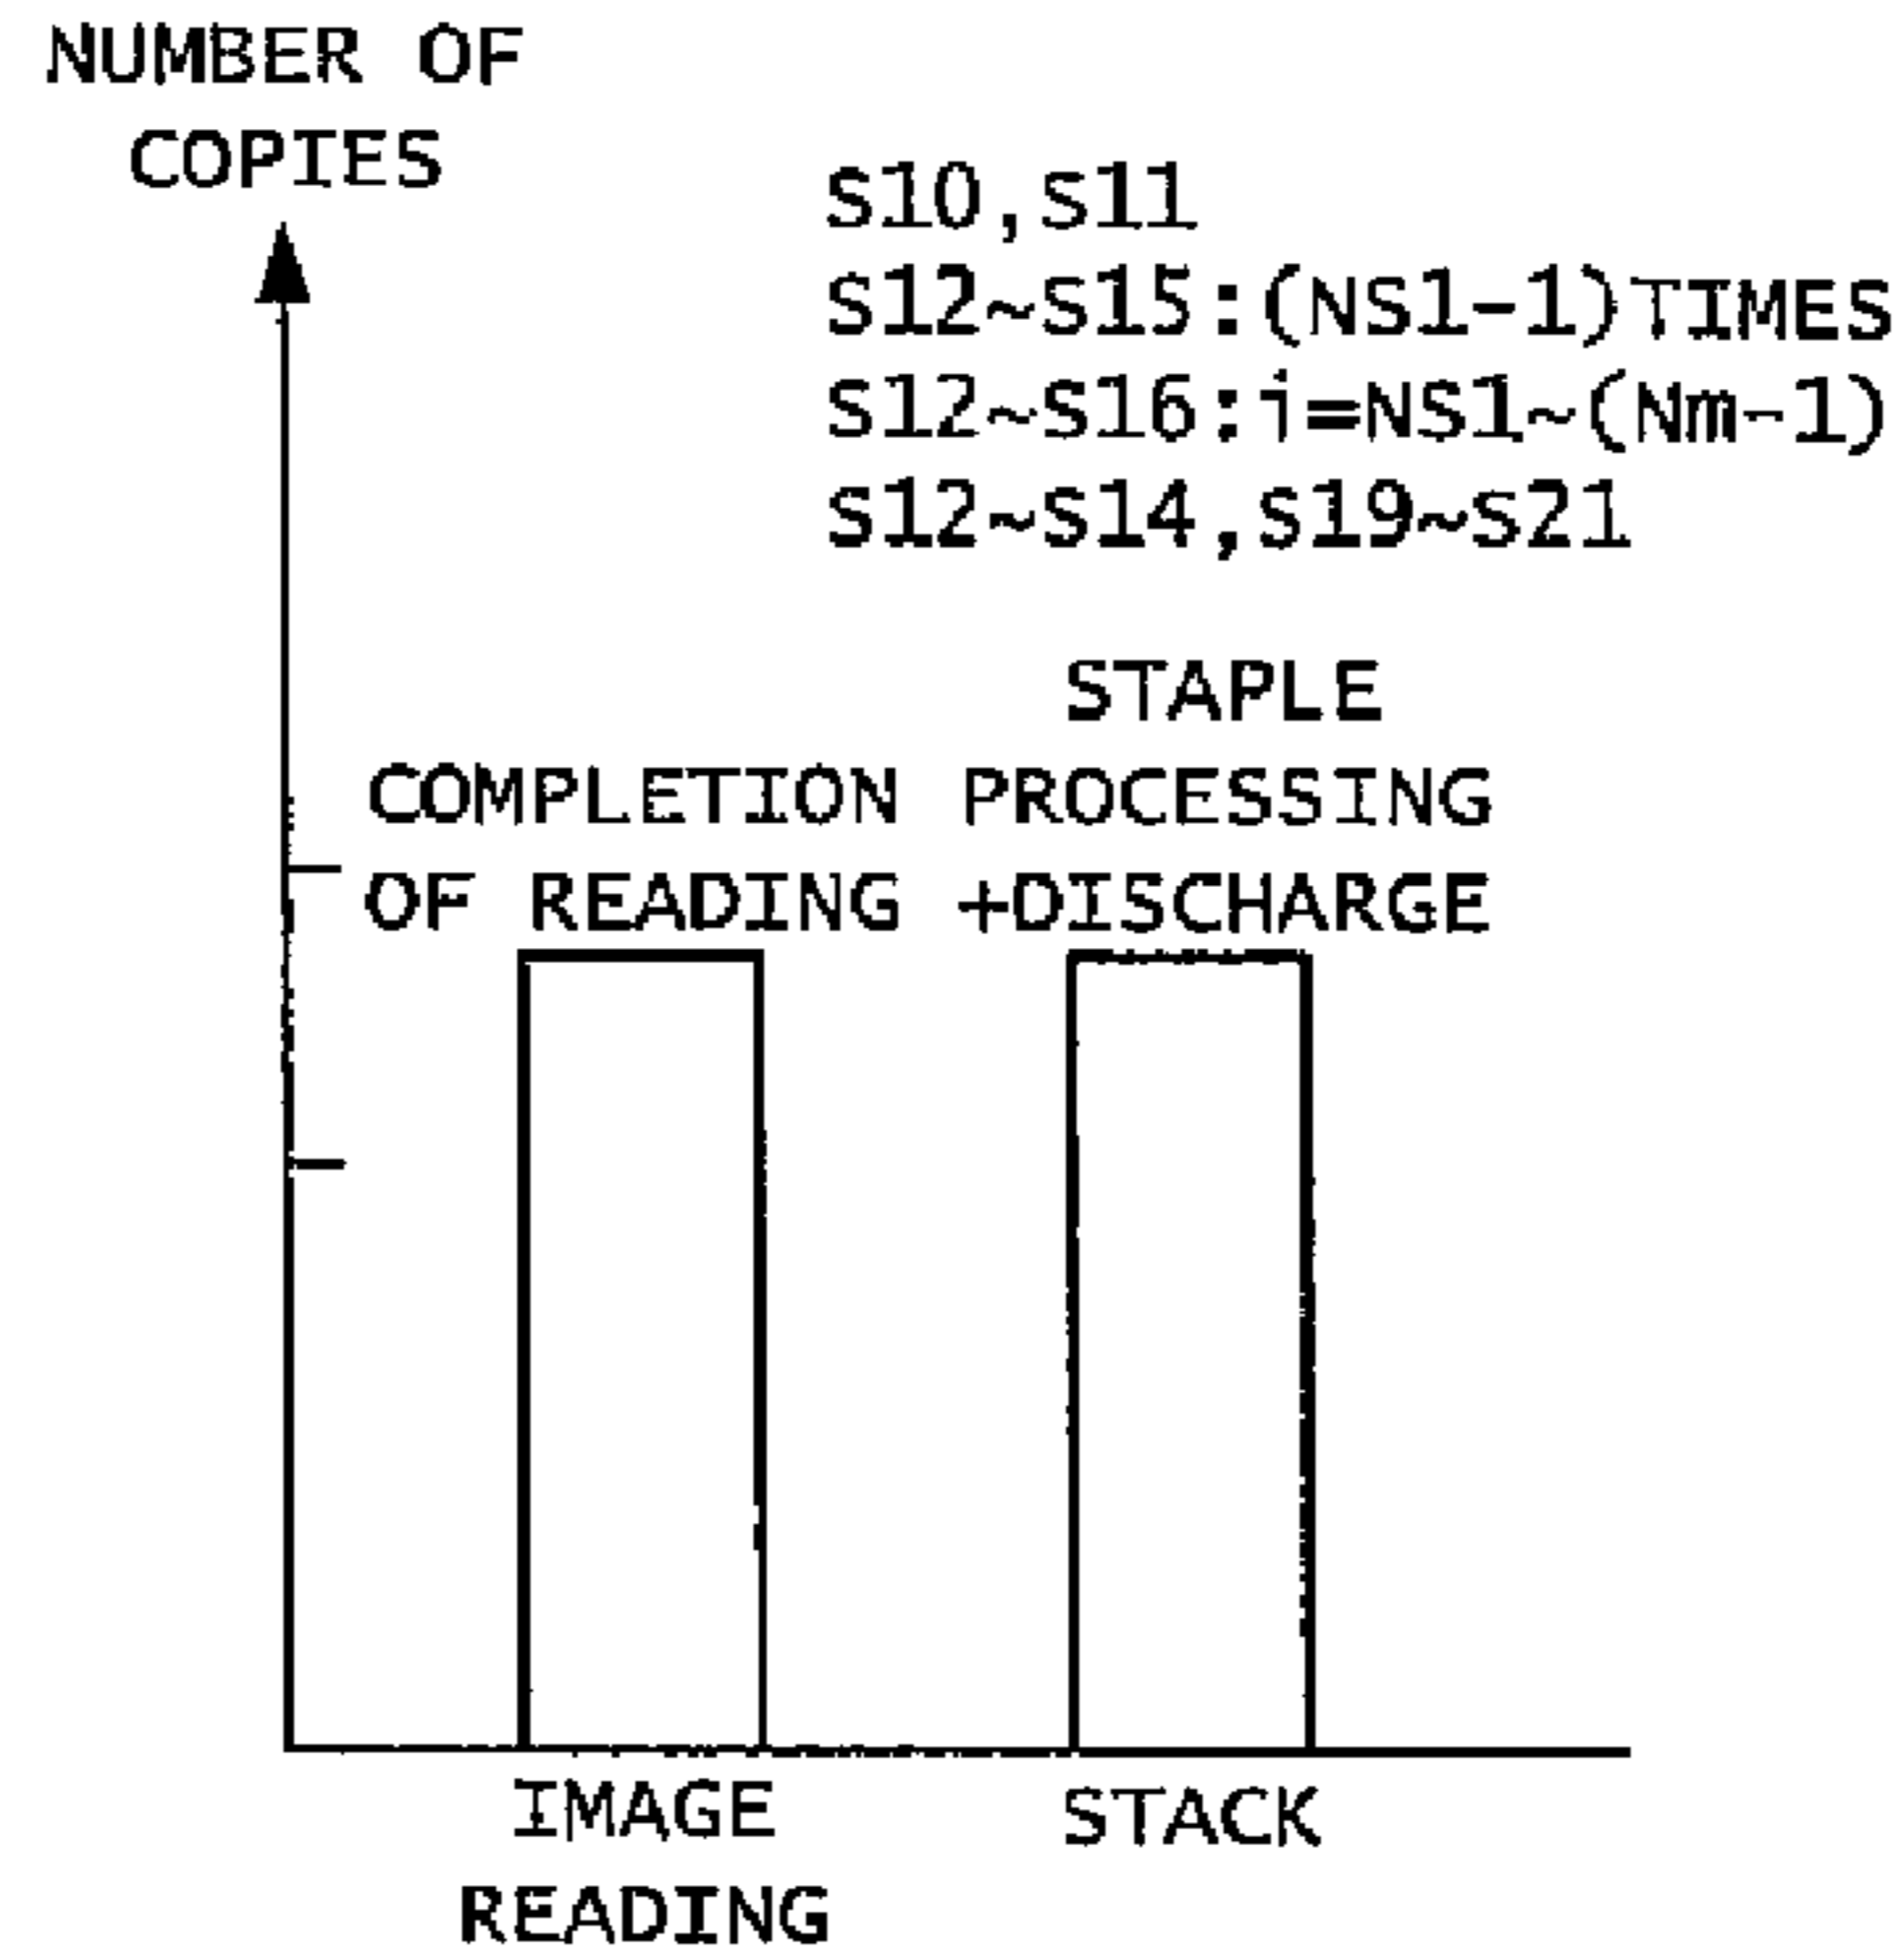 NUMBER OF
COPIES
S10,S11
S12~S15:(NS1-1)TIMES
S12~S16:i=NS1~(Nm-1)
S12~S14,S19~S21
STAPLE
COMPLETION PROCESSING
OF READING +DISCHARGE
IMAGE
READING
STACK